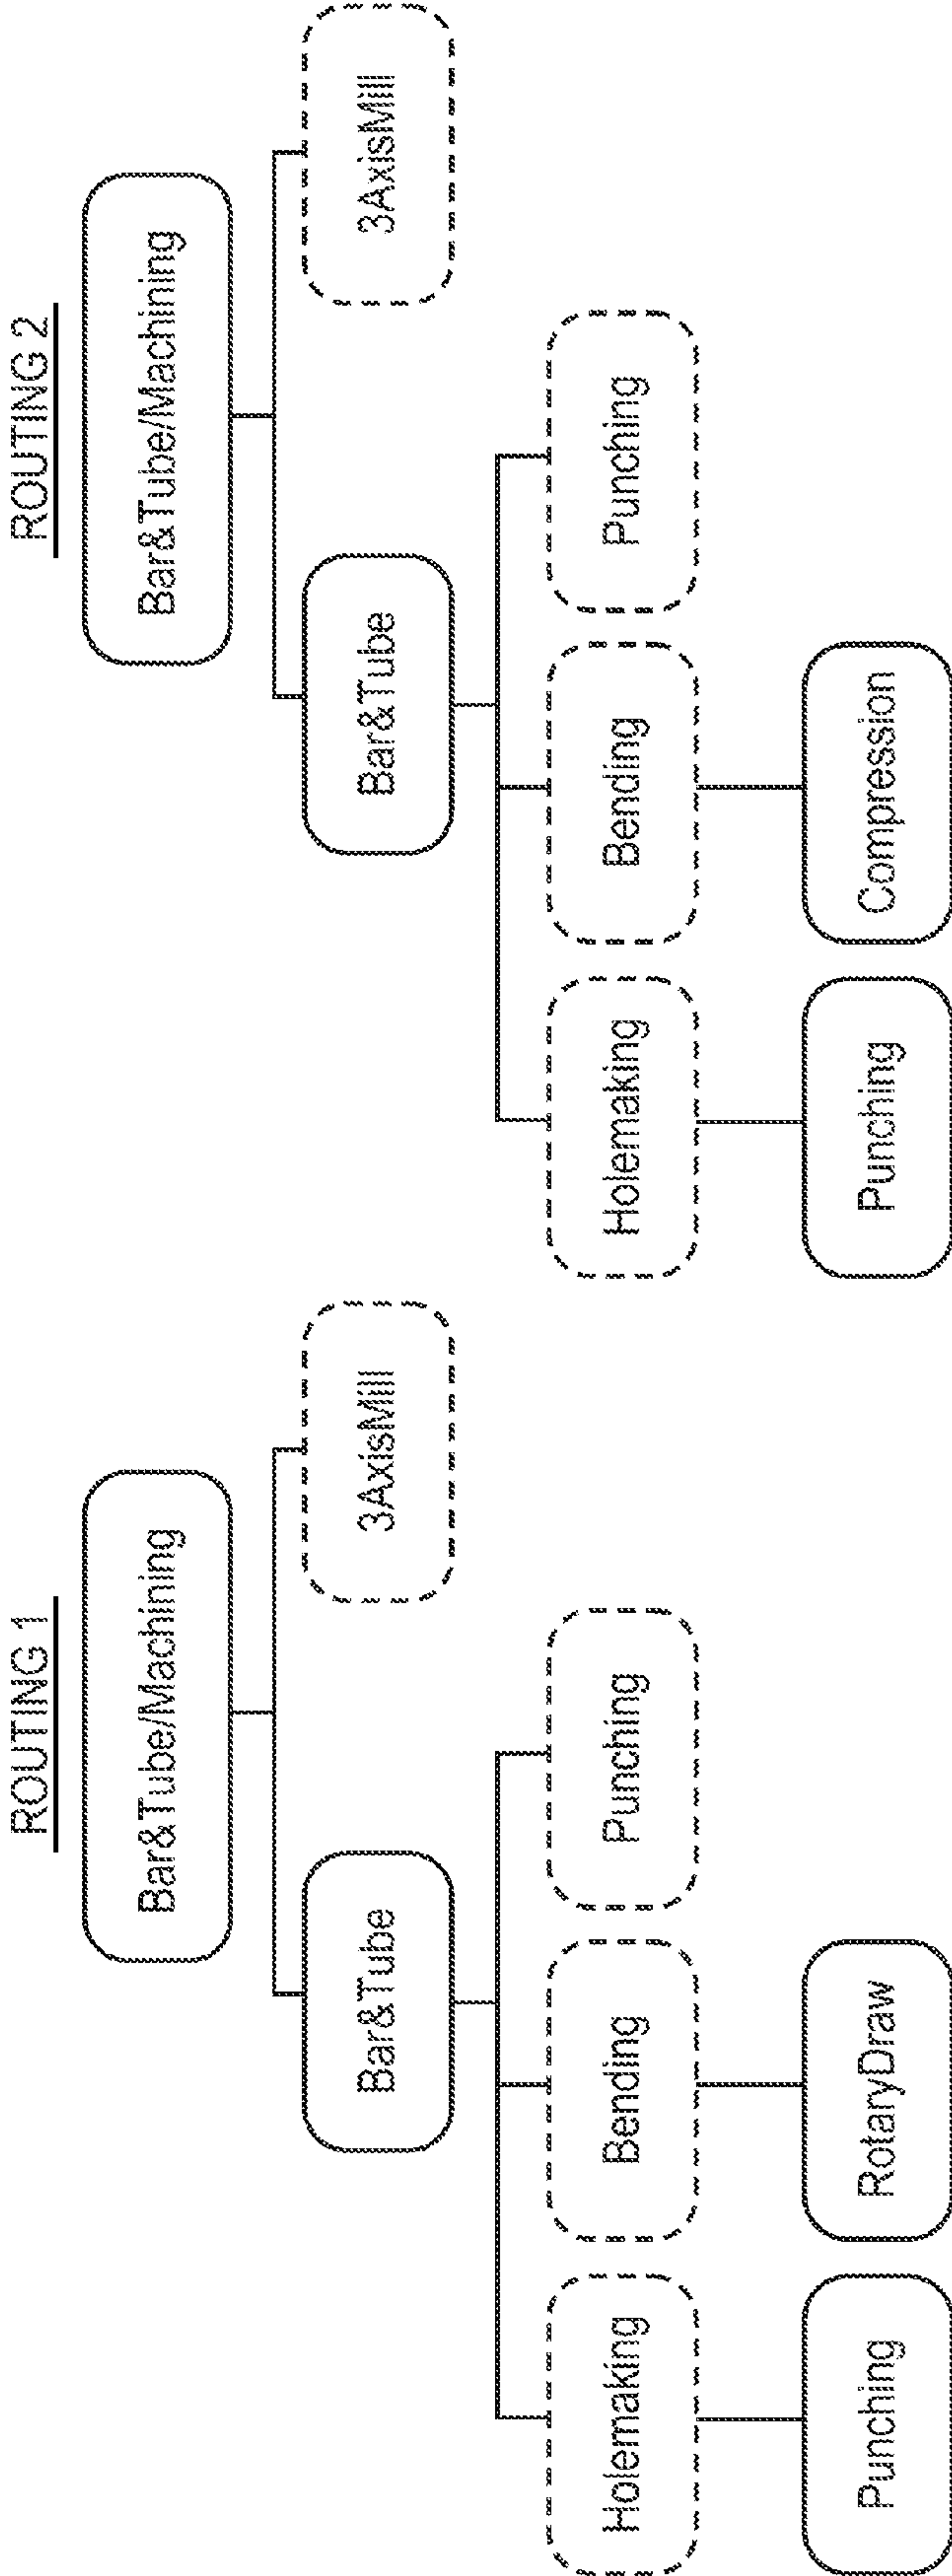 ROUTING 1
Bar&Tube/Machining
Bar&Tube
3AxisMill
Holemaking
Bending
Punching
Punching
RotaryDraw
ROUTING 2
Bar&Tube/Machining
Bar&Tube
3AxisMill
Holemaking
Bending
Punching
Punching
Compression